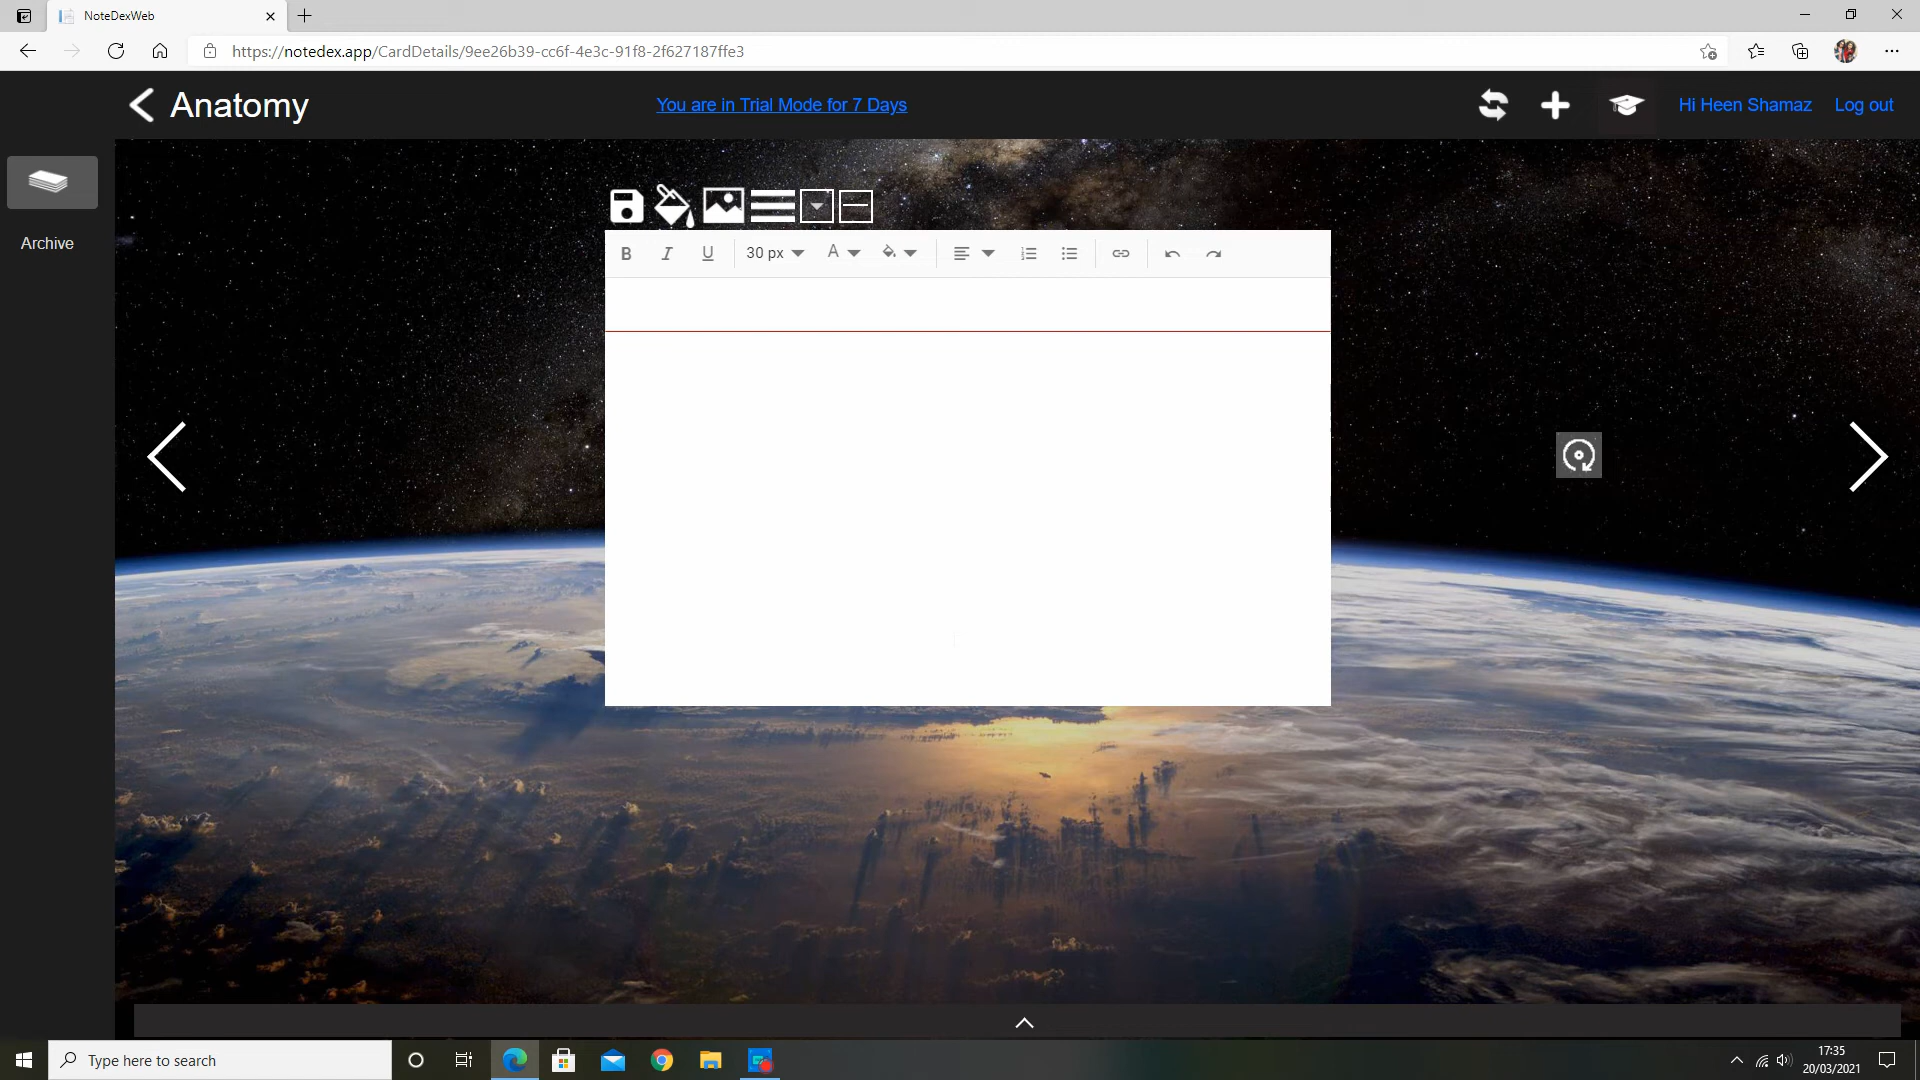 NoteDexWeb
https://notedex.app/CardDetails/9ee26b39-cc6f-4e3c-91f8-2f627187ffe3
Anatomy
You are in Trial Mode for 7 Days
Hi Heen Shamaz
Log out
Archive
B I U 30 px A
Type here to search
17:35
20/03/2021